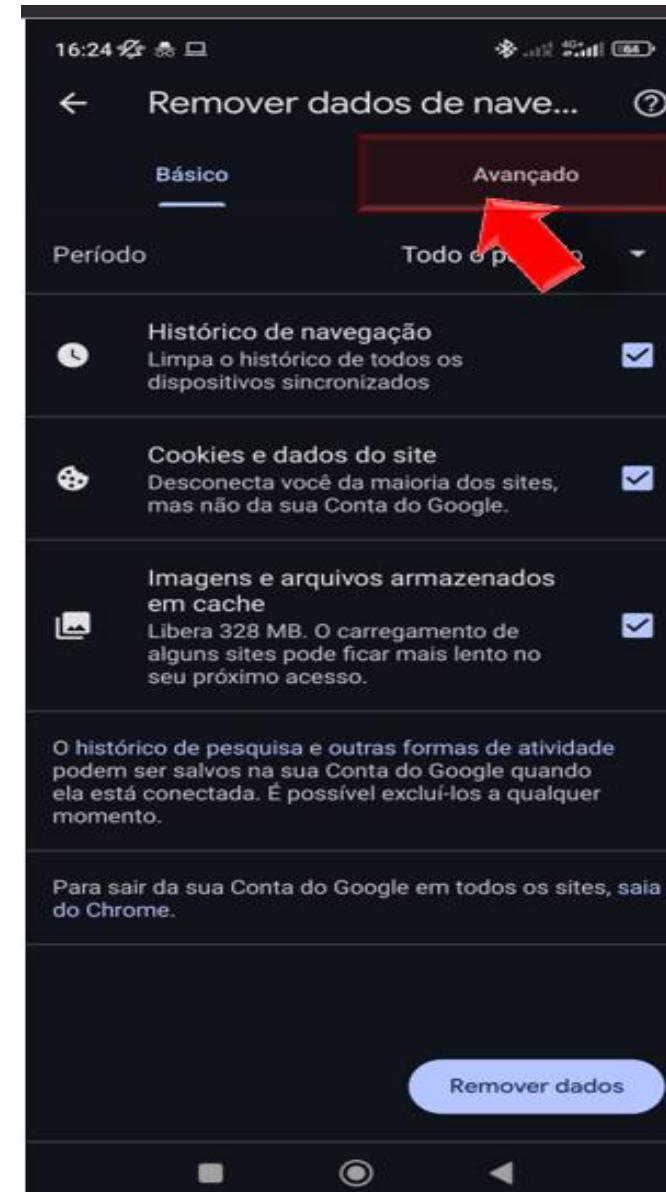 16:24
4G+
64
Remover dados de nave...
Básico
Avançado
Período
Todo o
Histórico de navegação
Limpa o histórico de todos os
dispositivos sincronizados
Cookies e dados do site
Desconecta você da maioria dos sites,
mas não da sua Conta do Google.
Imagens e arquivos armazenados
em cache
Libera 328 MB. O carregamento de
alguns sites pode ficar mais lento no
seu próximo acesso.
O histórico de pesquisa e outras formas de atividade
podem ser salvos na sua Conta do Google quando
ela está conectada. É possível excluí-los a qualquer
momento.
Para sair da sua Conta do Google em todos os sites, saia
do Chrome.
Remover dados